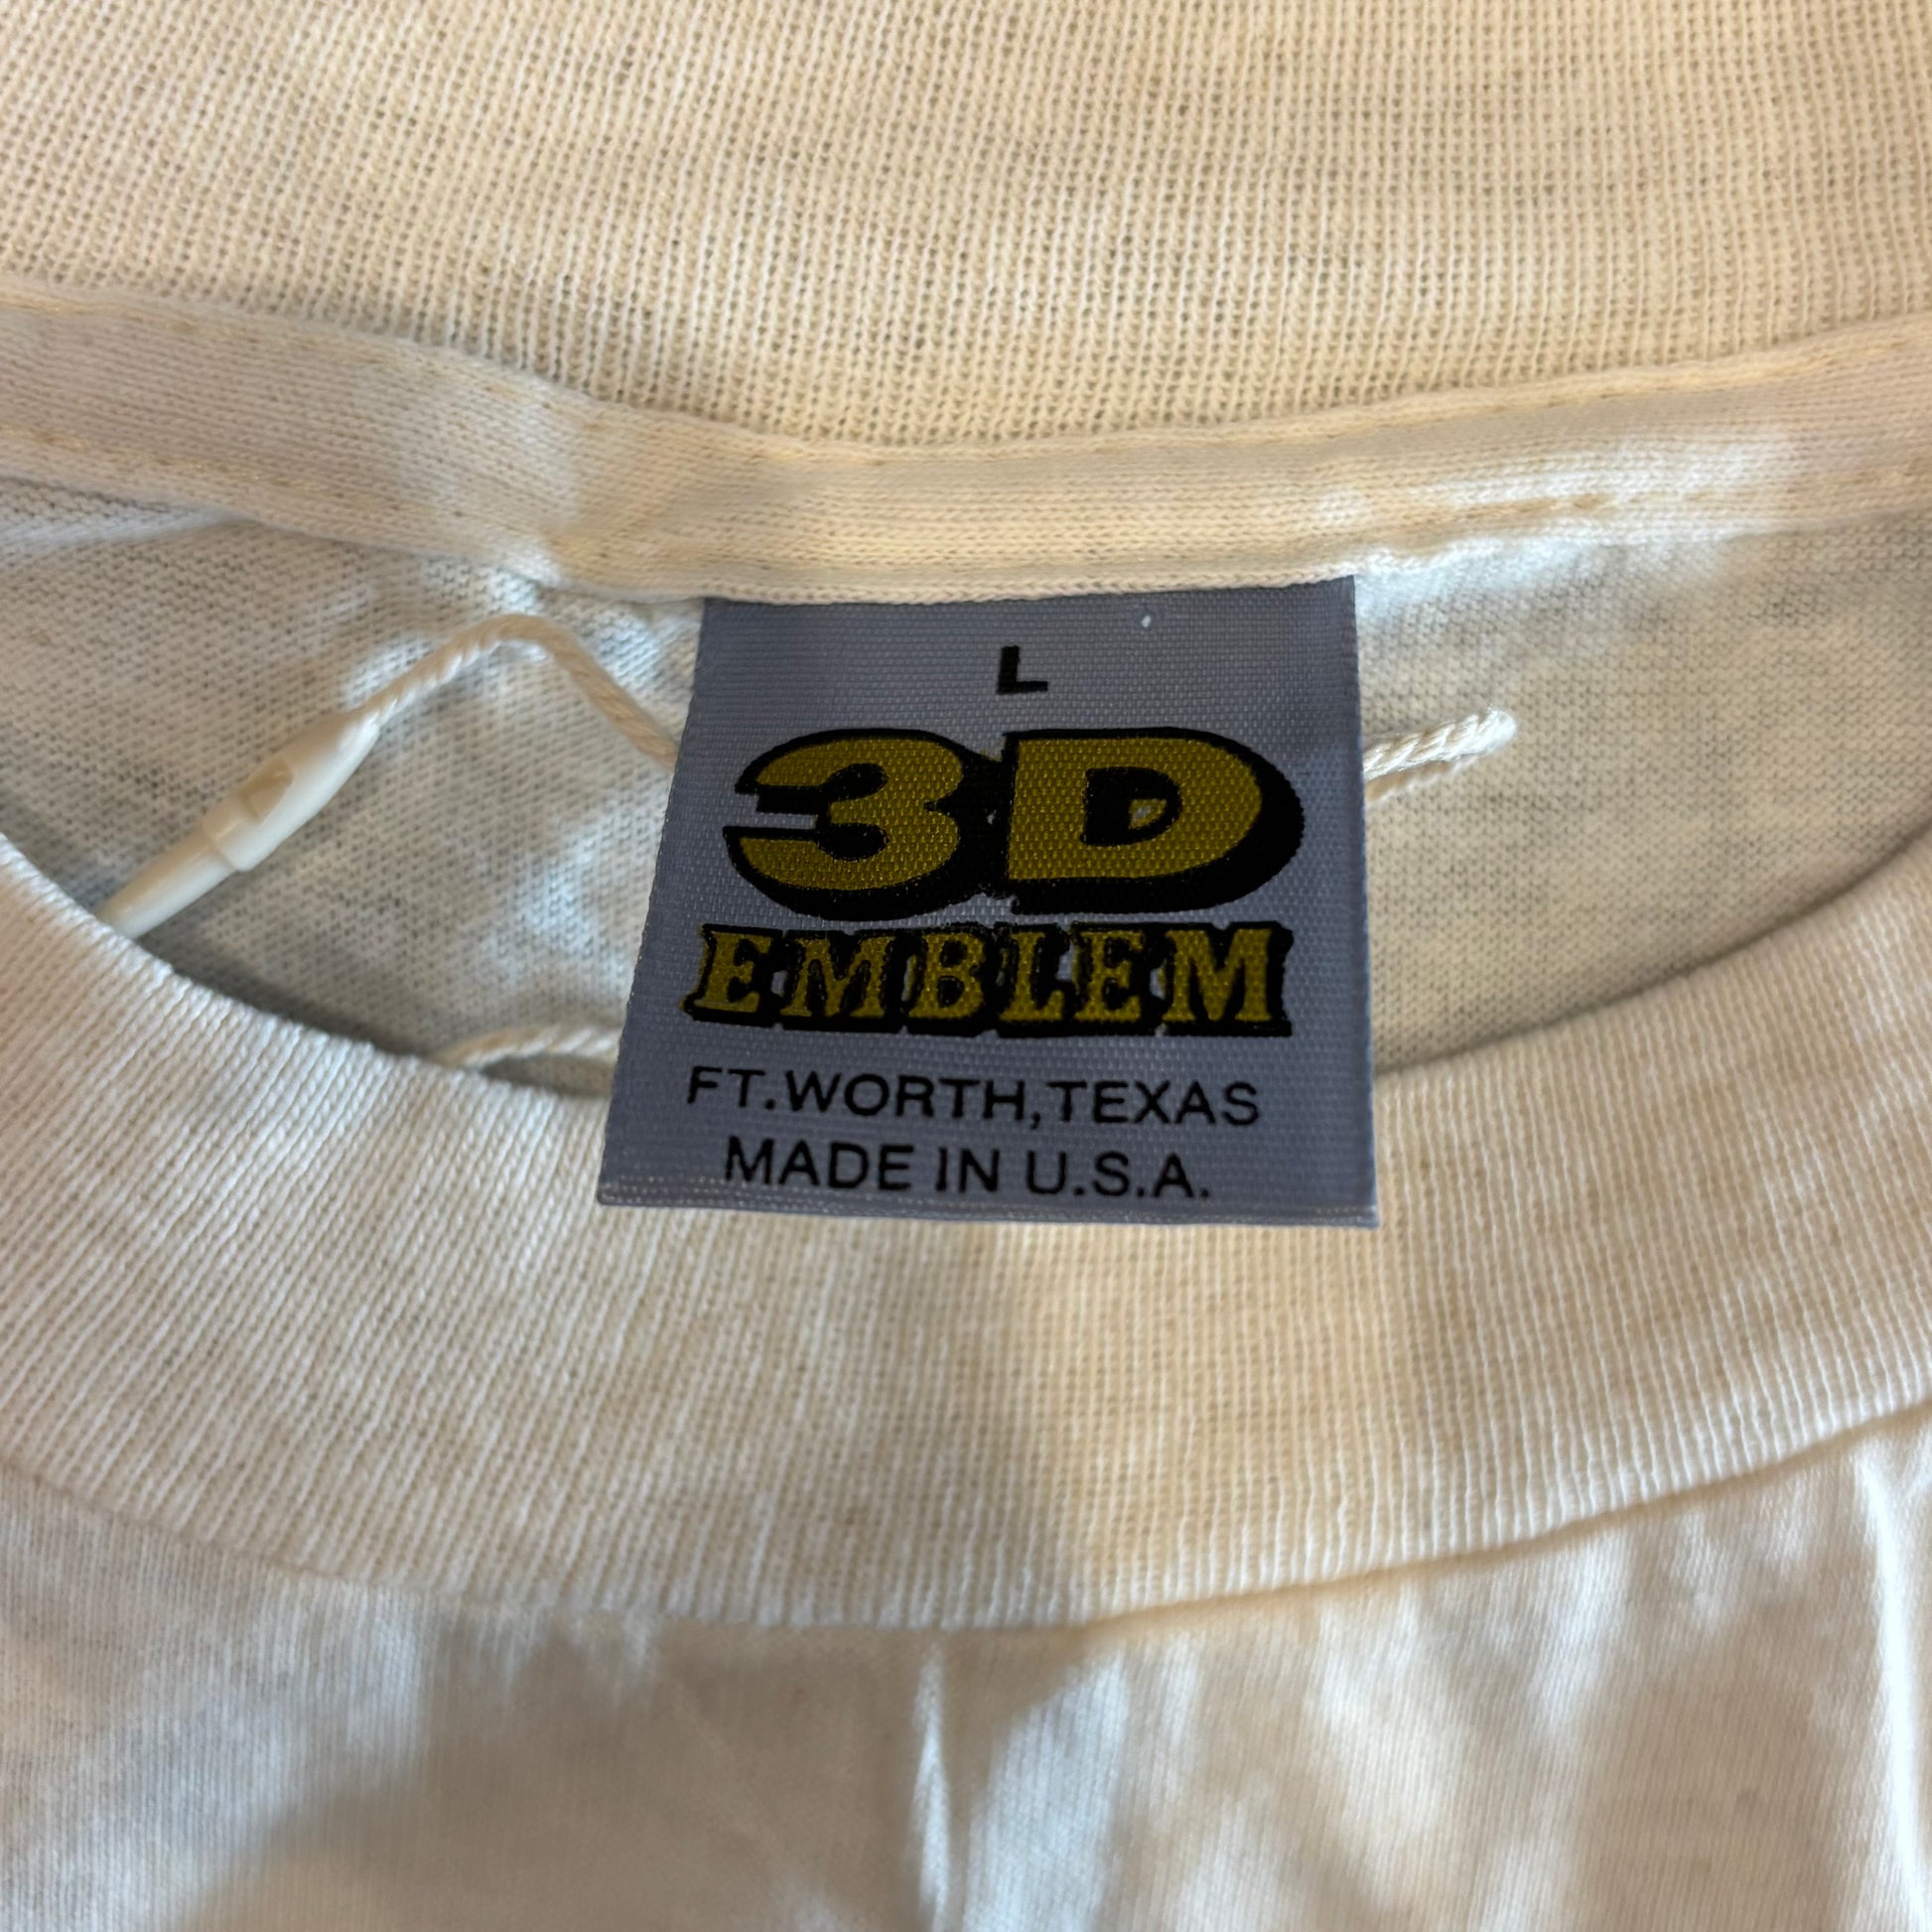 L
3D
EMBLEM
FT.WORTH,TEXAS
MADE IN U.S.A.